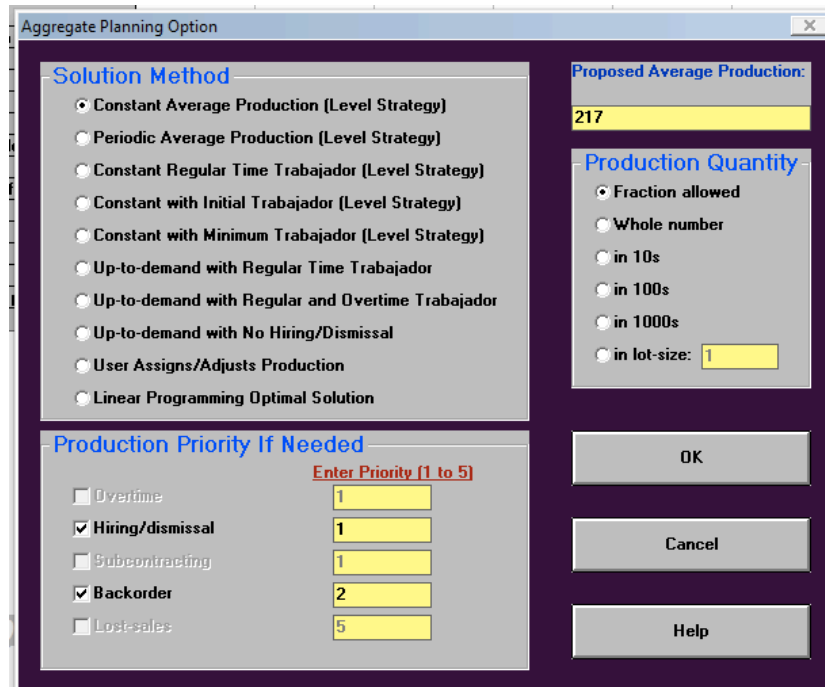 Aggregate Planning Option
Solution Method
Constant Average Production (Level Strategy)
Periodic Average Production (Level Strategy)
Constant Regular Time Trabajador (Level Strategy)
Constant with Initial Trabajador (Level Strategy)
Constant with Minimum Trabajador (Level Strategy)
Up-to-demand with Regular Time Trabajador
Up-to-demand with Regular and Overtime Trabajador
Up-to-demand with No Hiring/Dismissal
User Assigns/Adjusts Production
Linear Programming Optimal Solution
Proposed Average Production:
217
Production Quantity
Fraction allowed
Whole number
in 10s
in 100s
in 1000s
in lot-size: 1
Production Priority If Needed
Enter Priority (1 to 5)
Overtime 1
Hiring/dismissal 1
Subcontracting 1
Backorder 2
Lost-sales 5
OK
Cancel
Help